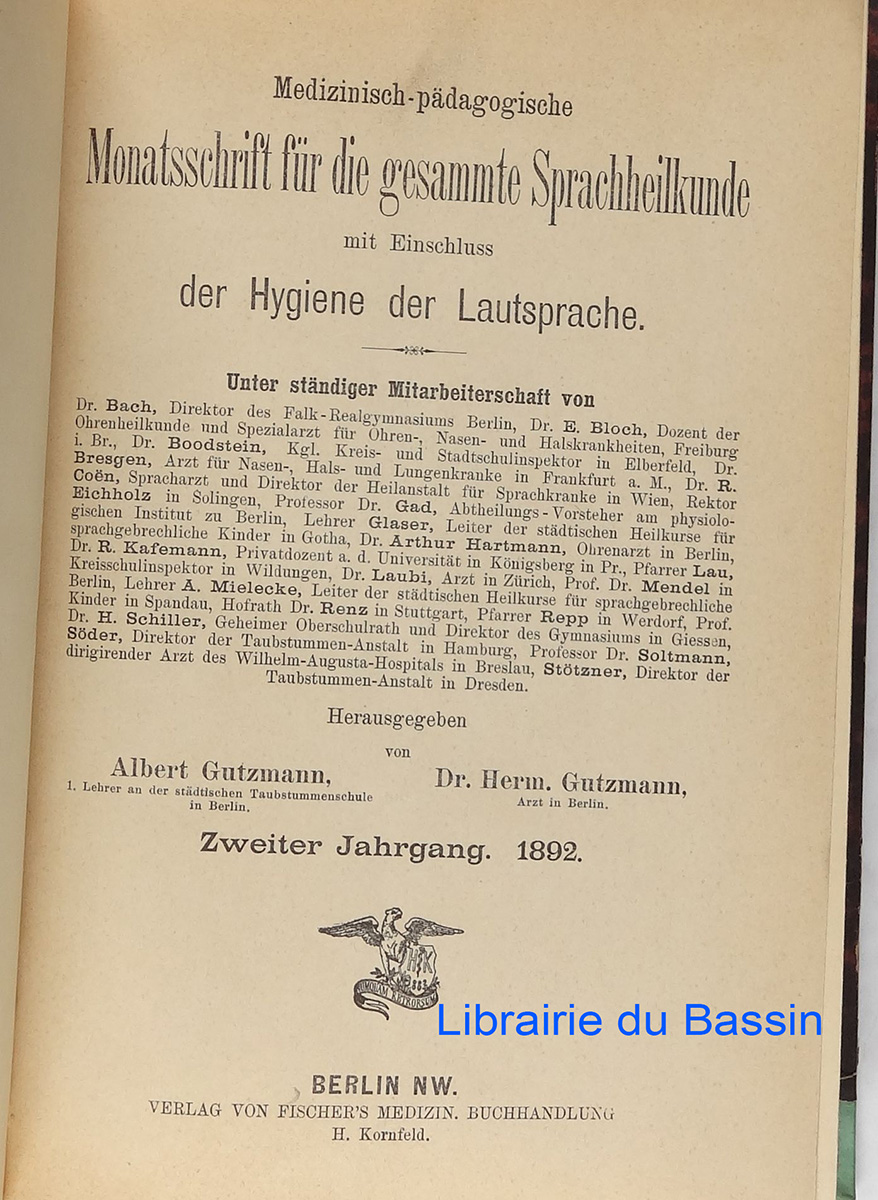 Medizinisch-pädagogische
Monatsschrift für die gesammte Sprachheilkunde
mit Einschluss
der Hygiene der Lautsprache.
Unter ständiger Mitarbeiterschaft von
Dr. Bach, Direktor des Falk-Realgymnasiums Berlin, Dr. E. Bloch, Dozent der
Ohrenheilkunde und Spezialarzt für Ohren-, Nasen- und Halskrankheiten, Freiburg
i. Br., Dr. Boodstein, Kgl. Kreis- und Stadtschulinspektor in Elberfeld, Dr.
Bresgen, Arzt für Nasen-, Hals- und Lungenkranke in Frankfurt a. M., Dr. R.
Coën, Spracharzt und Direktor der Heilanstalt für Sprachkranke in Wien, Rektor
Eichholz in Solingen, Professor Dr. Gad, Abtheilungs-Vorsteher am physiolo-
gischen Institut zu Berlin, Lehrer Glaser, Leiter der städtischen Heilkurse für
sprachgebrechliche Kinder in Gotha, Dr. Arthur Hartmann, Ohrenarzt in Berlin,
Dr. R. Kafemann, Privatdozent a. d. Universität in Königsberg in Pr., Pfarrer Lau,
Kreisschulinspektor in Wildungen, Dr. Laubi, Arzt in Zürich, Prof. Dr. Mendel in
Berlin, Lehrer A. Mielecke, Leiter der städtischen Heilkurse für sprachgebrechliche
Kinder in Spandau, Hofrath Dr. Renz in Stuttgart, Pfarrer Repp in Werdorf, Prof.
Dr. H. Schiller, Geheimer Oberschulrath und Direktor des Gymnasiums in Giessen,
Söder, Direktor der Taubstummen-Anstalt in Hamburg, Professor Dr. Soltmann,
dirigirender Arzt des Wilhelm-Augusta-Hospitals in Breslau, Stötzner, Direktor der
Taubstummen-Anstalt in Dresden.
Herausgegeben
von
Albert Gutzmann,
1. Lehrer an der städtischen Taubstummenschule
in Berlin.
Dr. Herm. Gutzmann,
Arzt in Berlin.
Zweiter Jahrgang. 1892.
HK
RETRORSUM
Librairie du Bassin
BERLIN NW.
VERLAG VON FISCHER'S MEDIZIN. BUCHHANDLUNG
H. Kornfeld.